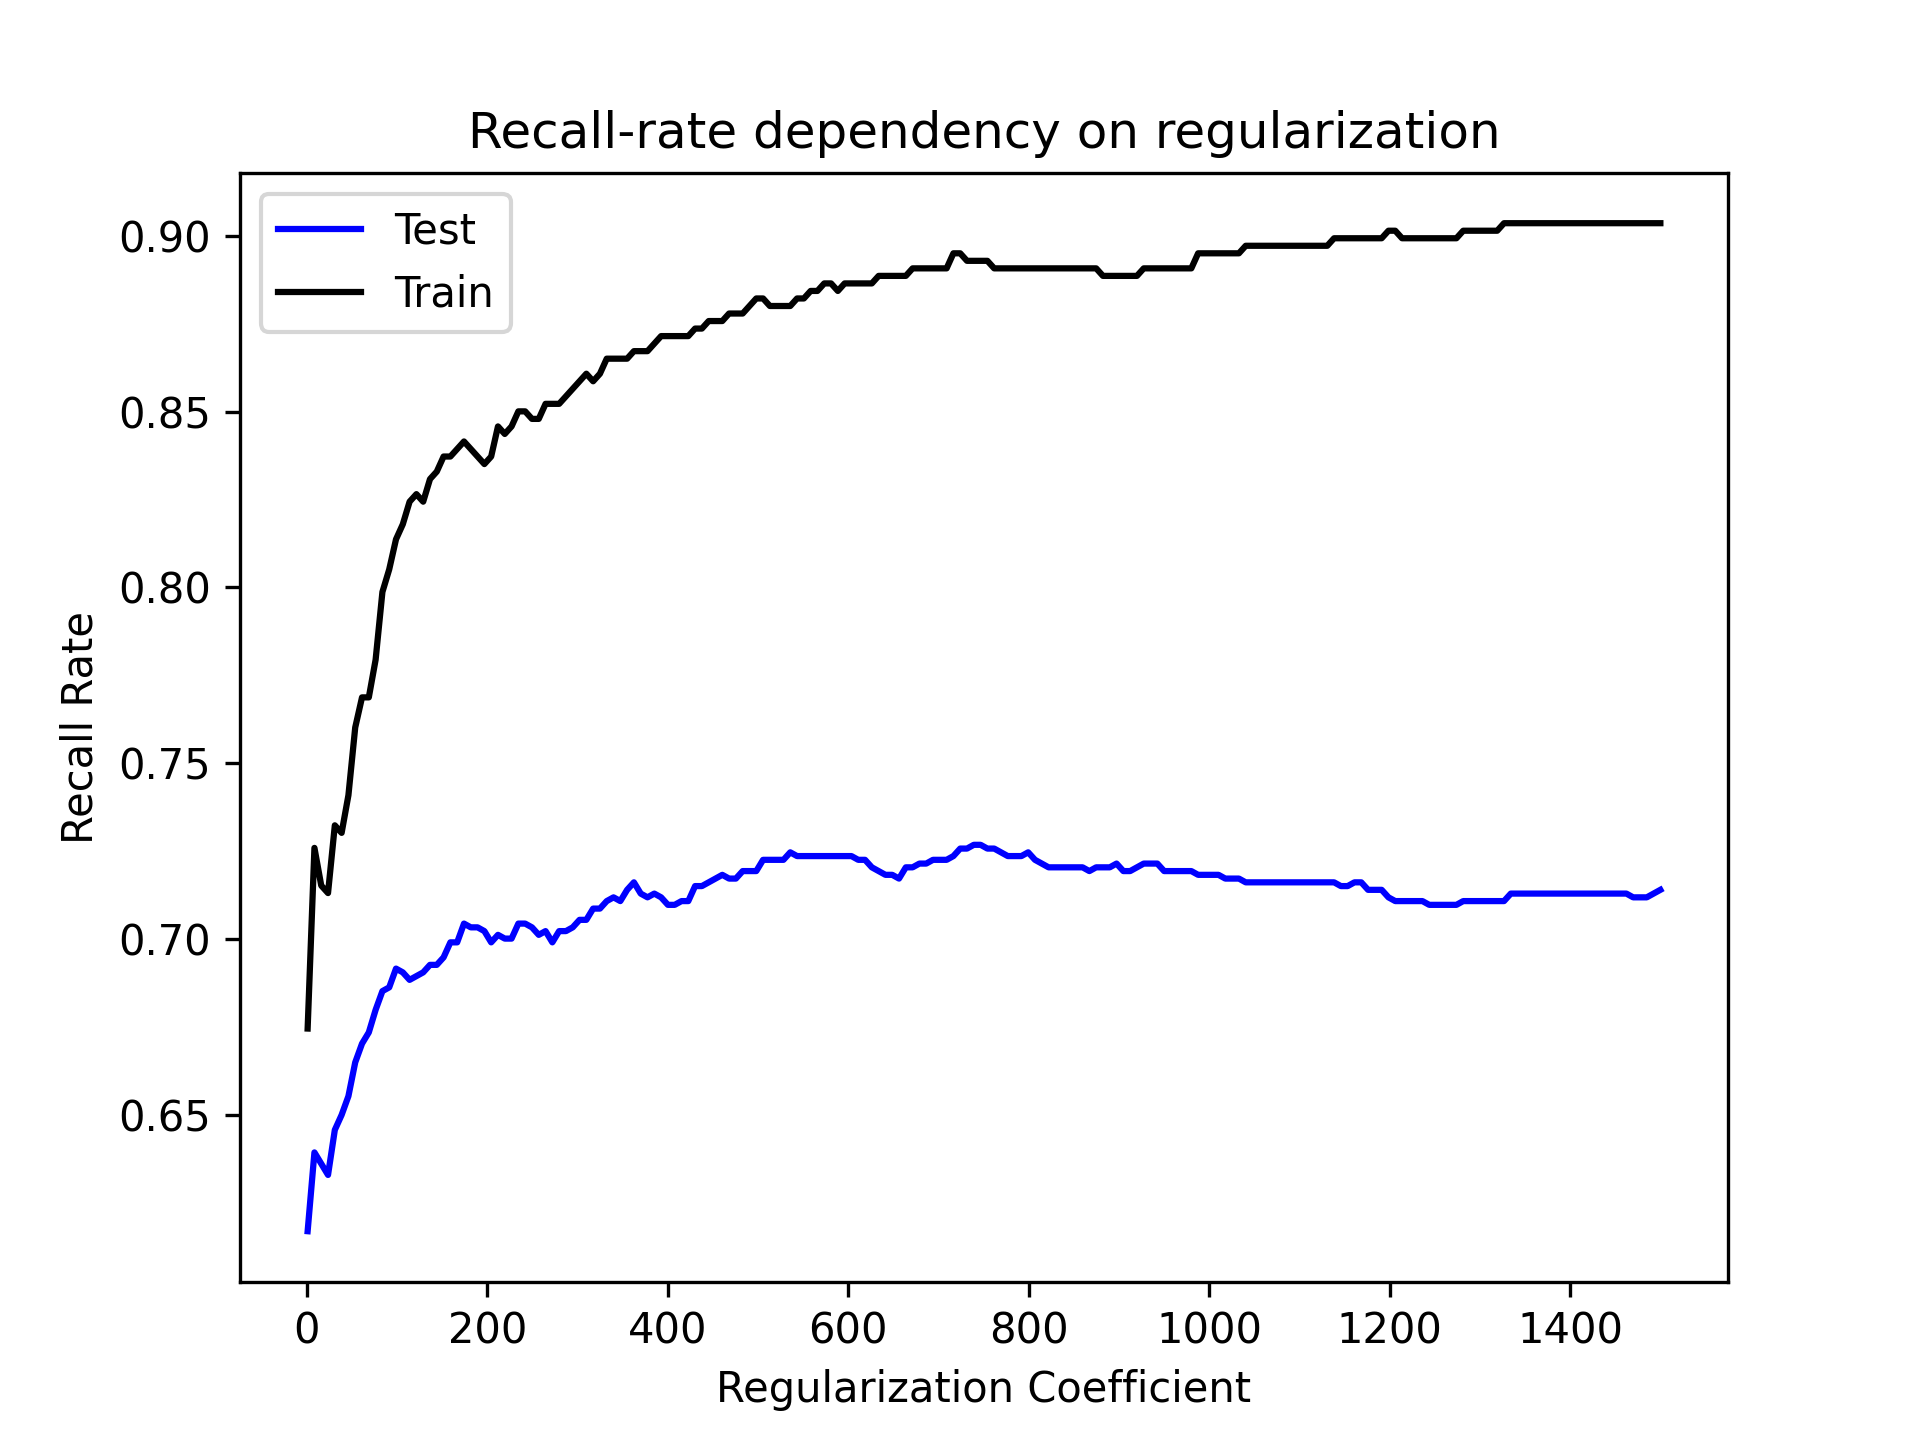 Recall-rate dependency on regularization
Test
Train
0.90
0.85
0.80
0.75
0.70
0.65
Recall Rate
0 200 400 600 800 1000 1200 1400
Regularization Coefficient